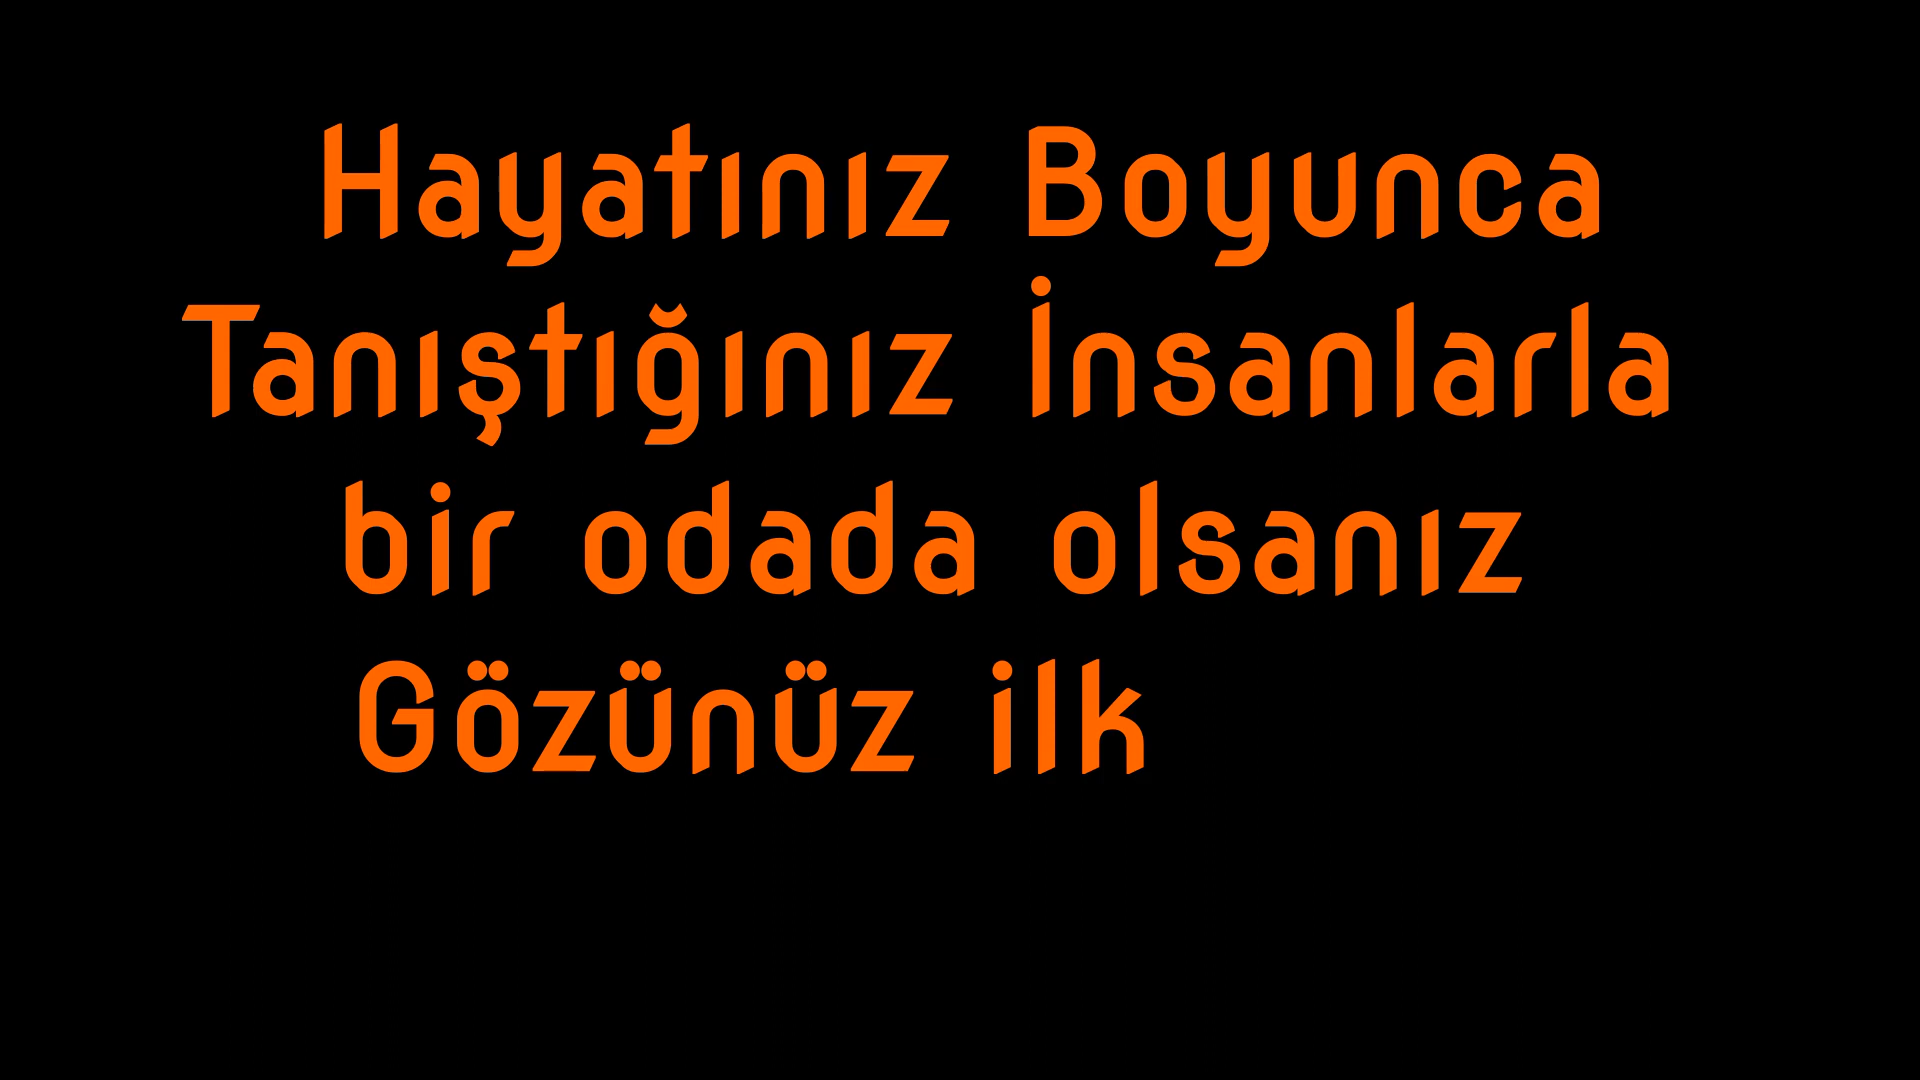 Hayatınız Boyunca
Tanıştığınız İnsanlarla
bir odada olsanız
Gözünüz ilk